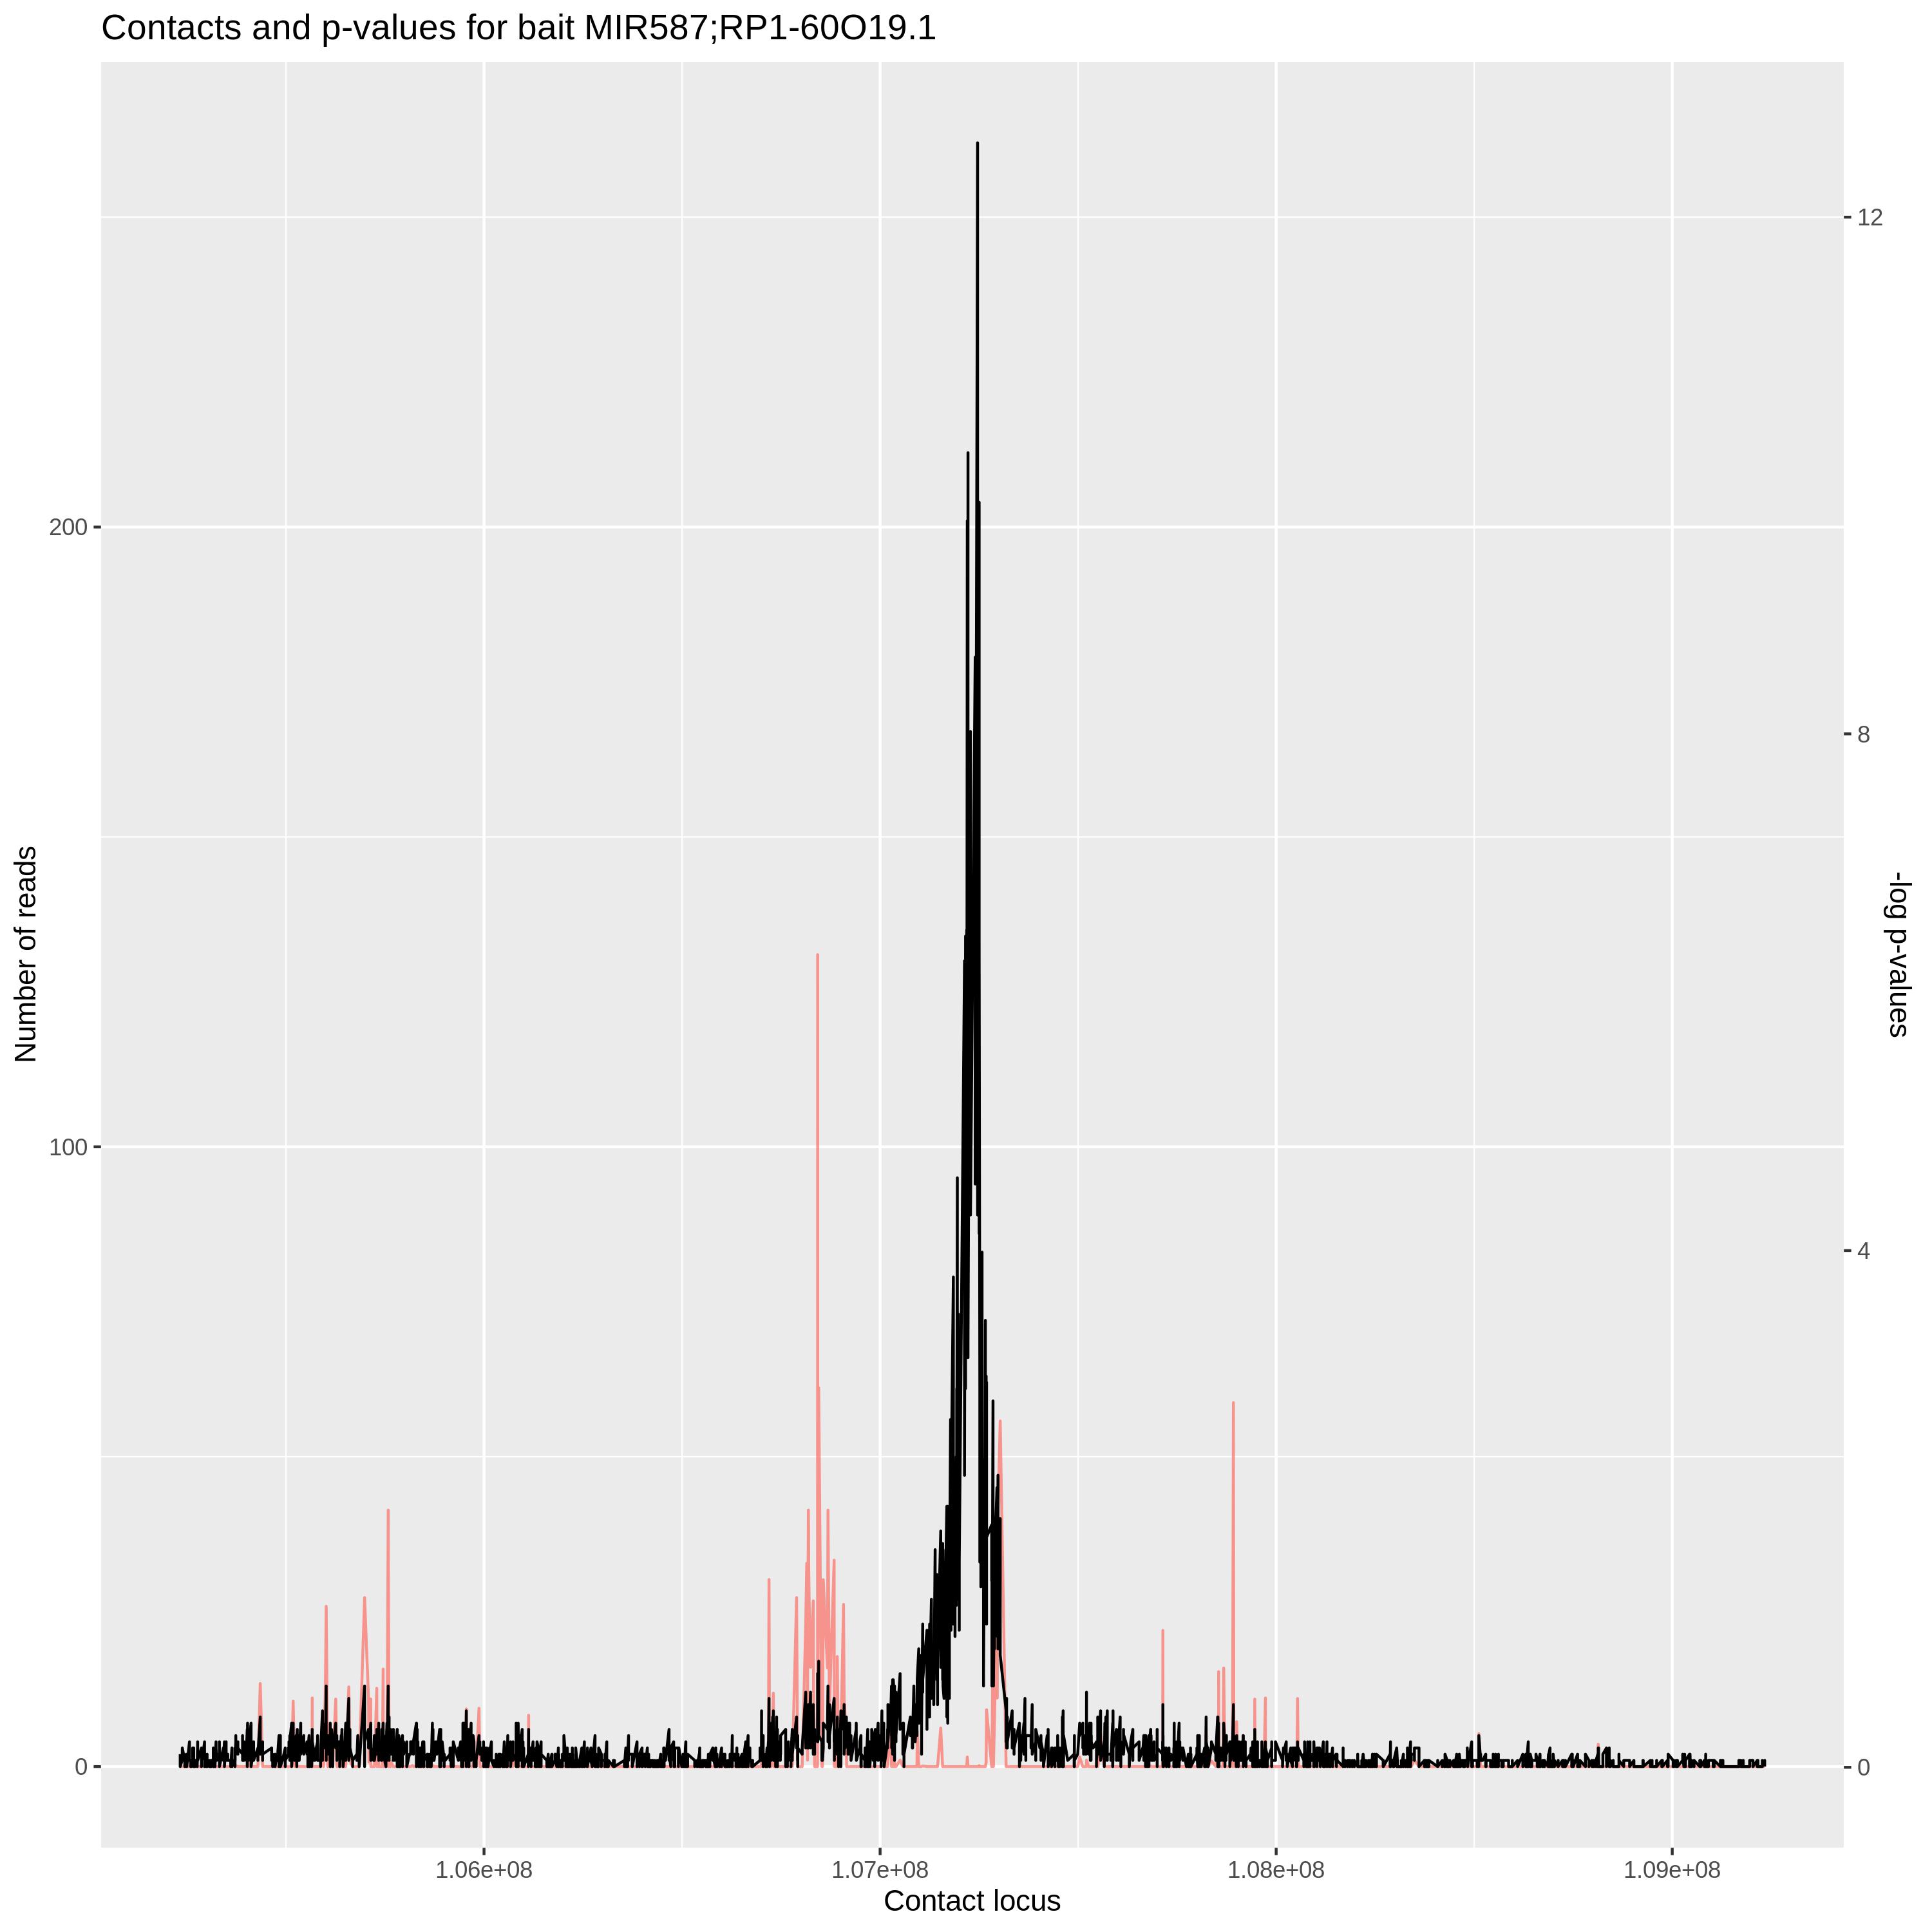 Contacts and p-values for bait MIR587;RP1-60O19.1
12
200
8
Number of reads
-log p-values
100
4
0
0
1.06e+08
1.07e+08
1.08e+08
1.09e+08
Contact locus